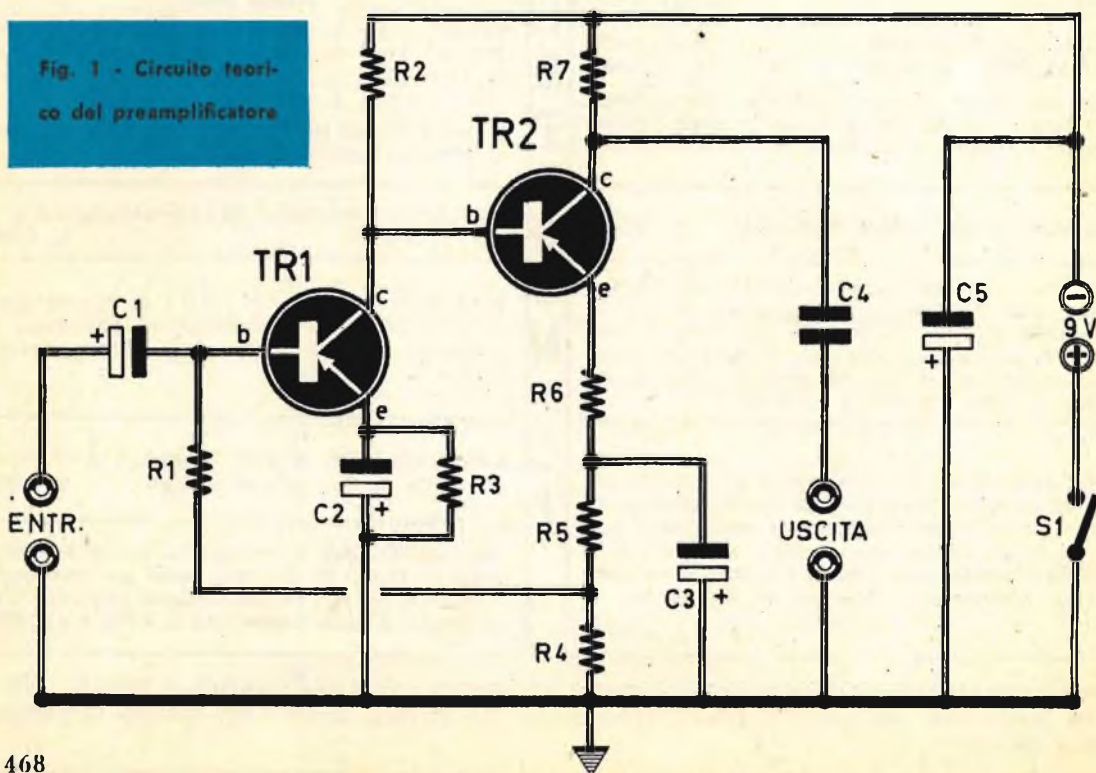 Fig. 1 - Circuito teori-
co del preamplificatore
R2
R7
TR2
c
b
e
TR1
c
C1
+
b
e
R1
C2
+
R3
R6
R5
R4
C3
+
C4
C5
+
9 V
S1
ENTR.
USCITA
468